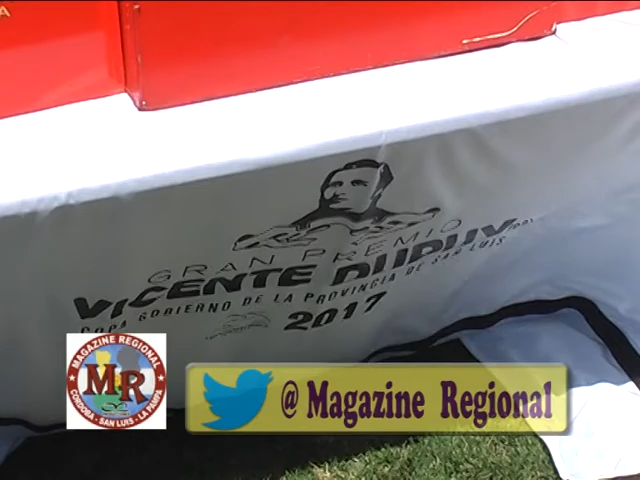 GRAN PREMIO
VICENTE DUPUY
COPA GOBIERNO DE LA PROVINCIA DE SAN LUIS
2017
MAGAZINE REGIONAL
MR
CORDOBA - SAN LUIS - LA PAMPA
@ Magazine Regional